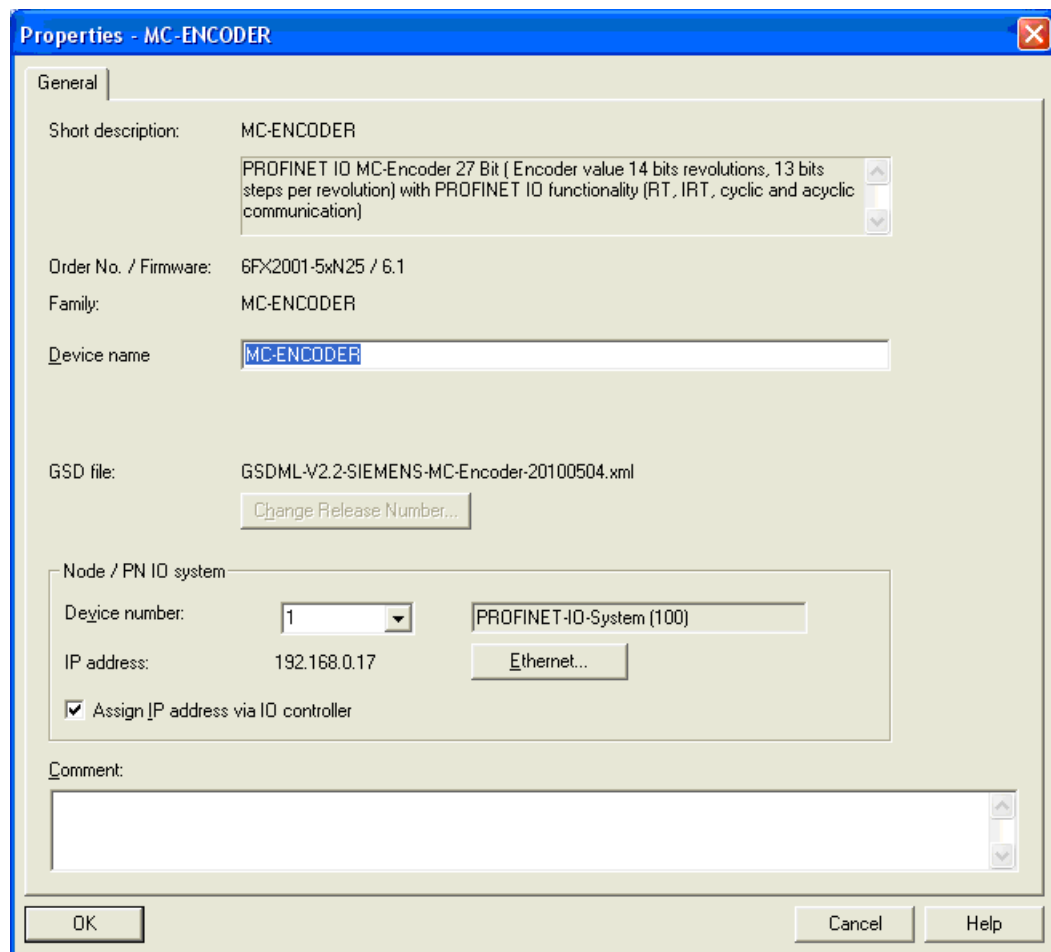 Properties - MC-ENCODER
General
Short description: MC-ENCODER
PROFINET IO MC-Encoder 27 Bit ( Encoder value 14 bits revolutions, 13 bits
steps per revolution) with PROFINET IO functionality (RT, IRT, cyclic and acyclic
communication)
Order No. / Firmware: 6FX2001-5xN25 / 6.1
Family: MC-ENCODER
Device name MC-ENCODER
GSD file: GSDML-V2.2-SIEMENS-MC-Encoder-20100504.xml
Change Release Number...
Node / PN IO system
Device number: 1 PROFINET-IO-System (100)
IP address: 192.168.0.17 Ethernet...
Assign IP address via IO controller
Comment:
OK Cancel Help